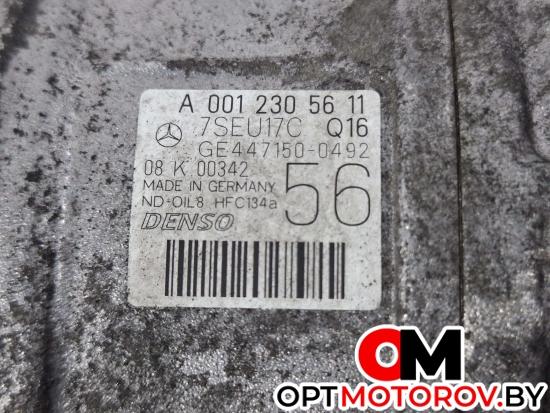 A 001 230 56 11
7SEU17C Q16
GE447150-0492
08 K 00342
56
MADE IN GERMANY
ND-OIL8 HFC134a
DENSO
ОМ
OPTMOTOROV.BY